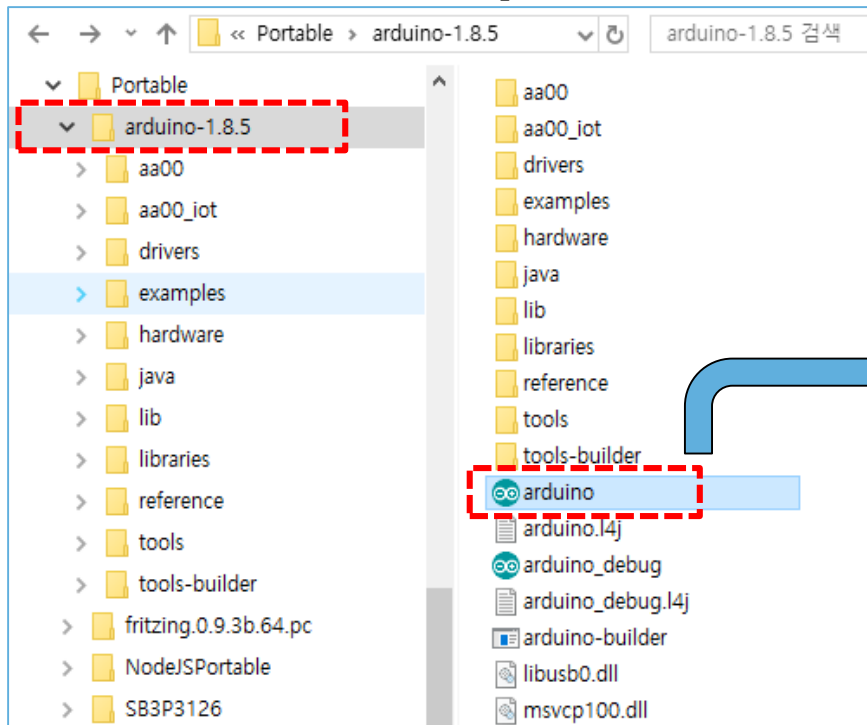 « Portable > arduino-1.8.5
arduino-1.8.5 검색
Portable
arduino-1.8.5
aa00
aa00_iot
drivers
examples
hardware
java
lib
libraries
reference
tools
tools-builder
fritzing.0.9.3b.64.pc
NodeJSPortable
SB3P3126
aa00
aa00_iot
drivers
examples
hardware
java
lib
libraries
reference
tools
tools-builder
arduino
arduino.l4j
arduino_debug
arduino_debug.l4j
arduino-builder
libusb0.dll
msvcp100.dll